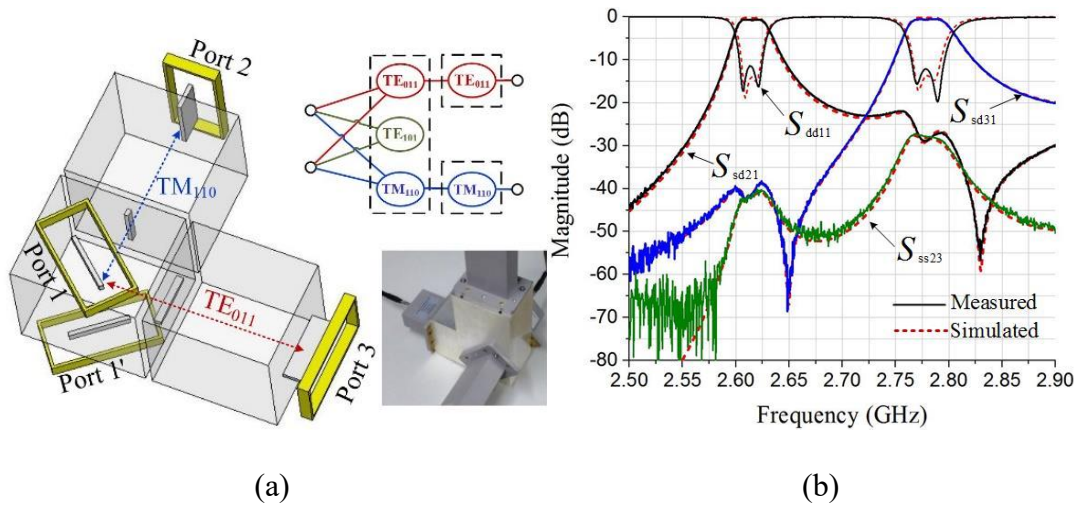 Port 2
TM110
Port 1
TE011
Port 1'
Port 3
TE011
TE011
TE101
TM110
TM110
(a)
Magnitude (dB)
0
-10
-20
-30
-40
-50
-60
-70
-80
Sdd11
Ssd31
Ssd21
Sss23
Measured
Simulated
2.50
2.55
2.60
2.65
2.70
2.75
2.80
2.85
2.90
Frequency (GHz)
(b)